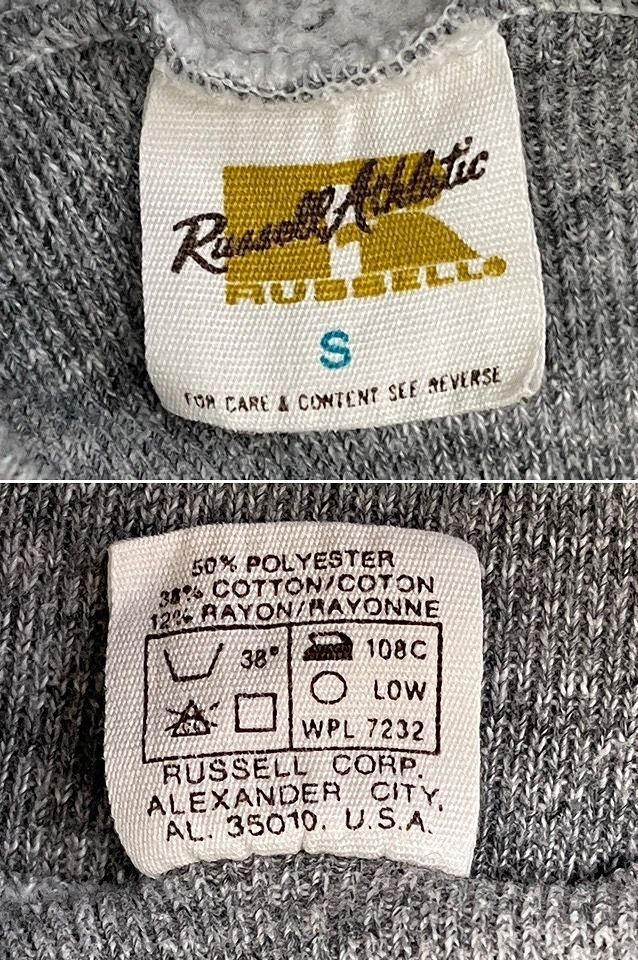 Russell Athletic
RUSSELL®
S
FOR CARE & CONTENT SEE REVERSE
50% POLYESTER
38% COTTON/COTON
12% RAYON/RAYONNE
38°
108C
LOW
WPL 7232
RUSSELL CORP.
ALEXANDER CITY,
AL. 35010. U.S.A.